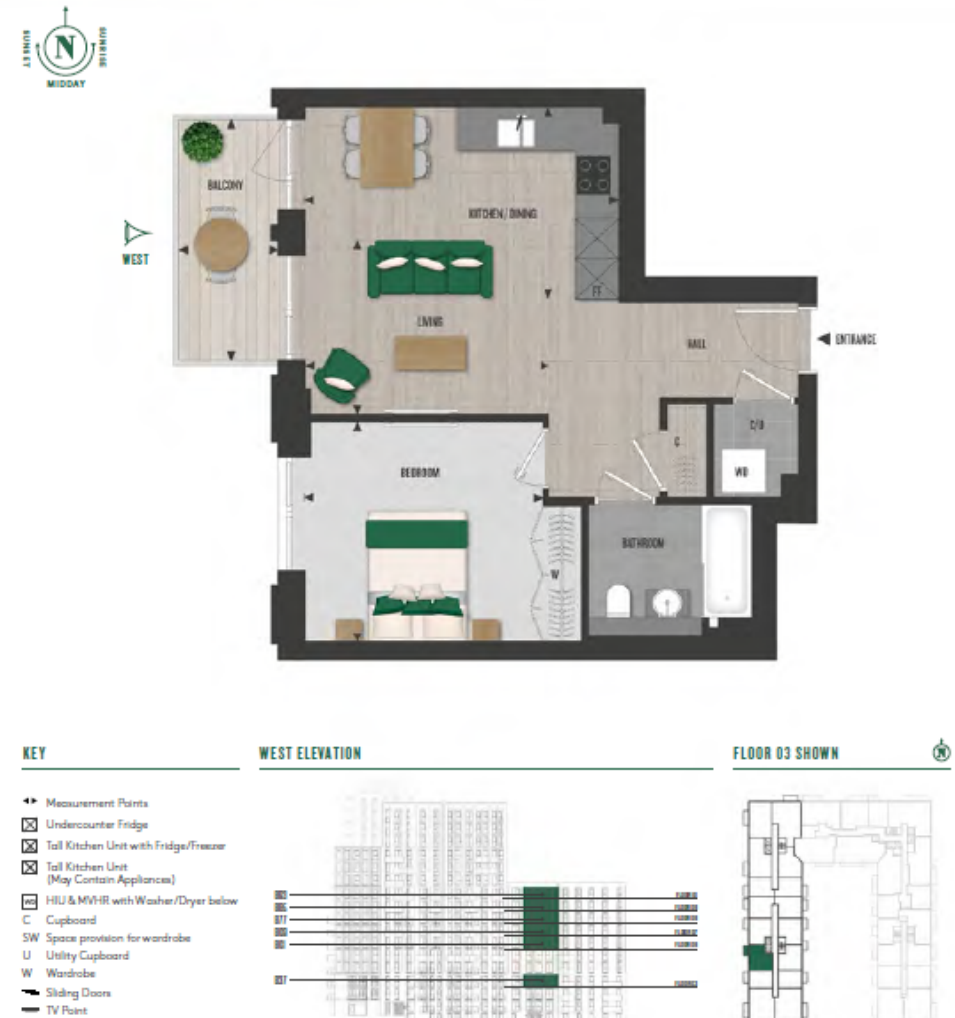 N
SUNSET
SUNRISE
MIDDAY
BALCONY
KITCHEN / DINING
WEST
FF
LIVING
HALL
ENTRANCE
C
C/U
WD
BEDROOM
BATHROOM
W
KEY
WEST ELEVATION
FLOOR 03 SHOWN
N
Measurement Points
Undercounter Fridge
Tall Kitchen Unit with Fridge/Freezer
Tall Kitchen Unit
(May Contain Appliances)
WD HIU & MVHR with Washer/Dryer below
C Cupboard
SW Space provision for wardrobe
U Utility Cupboard
W Wardrobe
Sliding Doors
TV Point